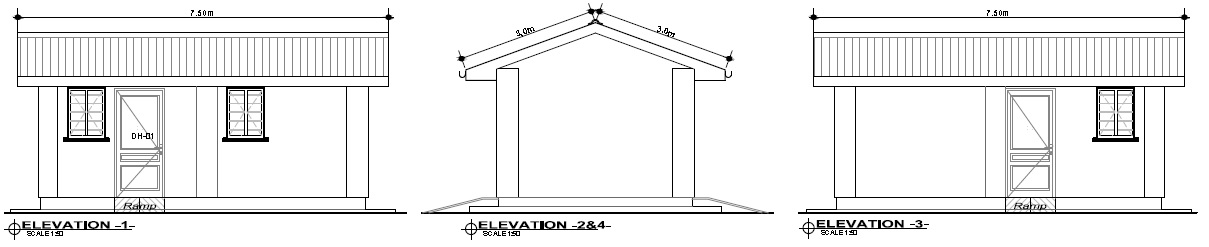 7.50m
DH-01
Ramp
ELEVATION -1-
SCALE 1:50
3.0m
3.0m
ELEVATION -2&4-
SCALE 1:50
7.50m
Ramp
ELEVATION -3-
SCALE 1:50